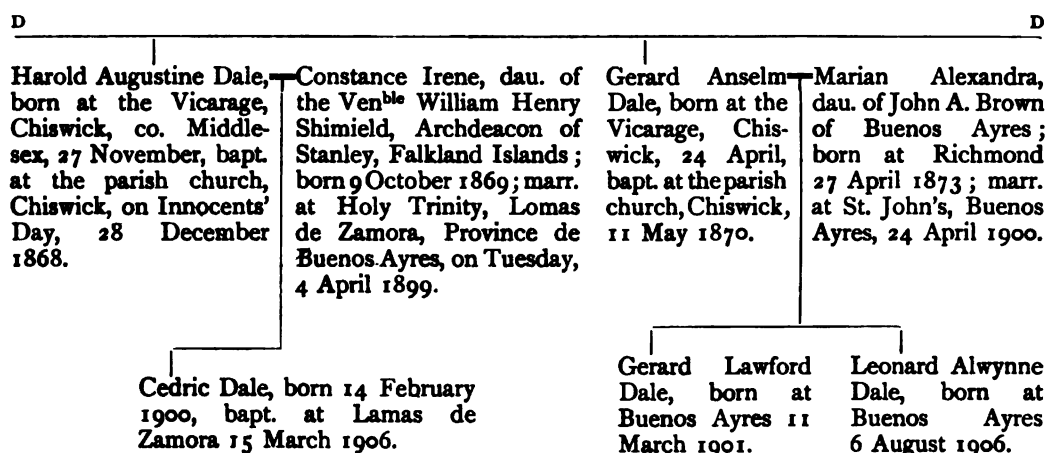 D D
Harold Augustine Dale,
born at the Vicarage,
Chiswick, co. Middle-
sex, 27 November, bapt.
at the parish church,
Chiswick, on Innocents'
Day, 28 December
1868.
Constance Irene, dau. of
the Venble William Henry
Shimield, Archdeacon of
Stanley, Falkland Islands;
born 9 October 1869; marr.
at Holy Trinity, Lomas
de Zamora, Province de
Buenos Ayres, on Tuesday,
4 April 1899.
Gerard Anselm
Dale, born at the
Vicarage, Chis-
wick, 24 April,
bapt. at the parish
church, Chiswick,
11 May 1870.
Marian Alexandra,
dau. of John A. Brown
of Buenos Ayres;
born at Richmond
27 April 1873; marr.
at St. John's, Buenos
Ayres, 24 April 1900.
Cedric Dale, born 14 February
1900, bapt. at Lamas de
Zamora 15 March 1906.
Gerard Lawford
Dale, born at
Buenos Ayres 11
March 1901.
Leonard Alwynne
Dale, born at
Buenos Ayres
6 August 1906.